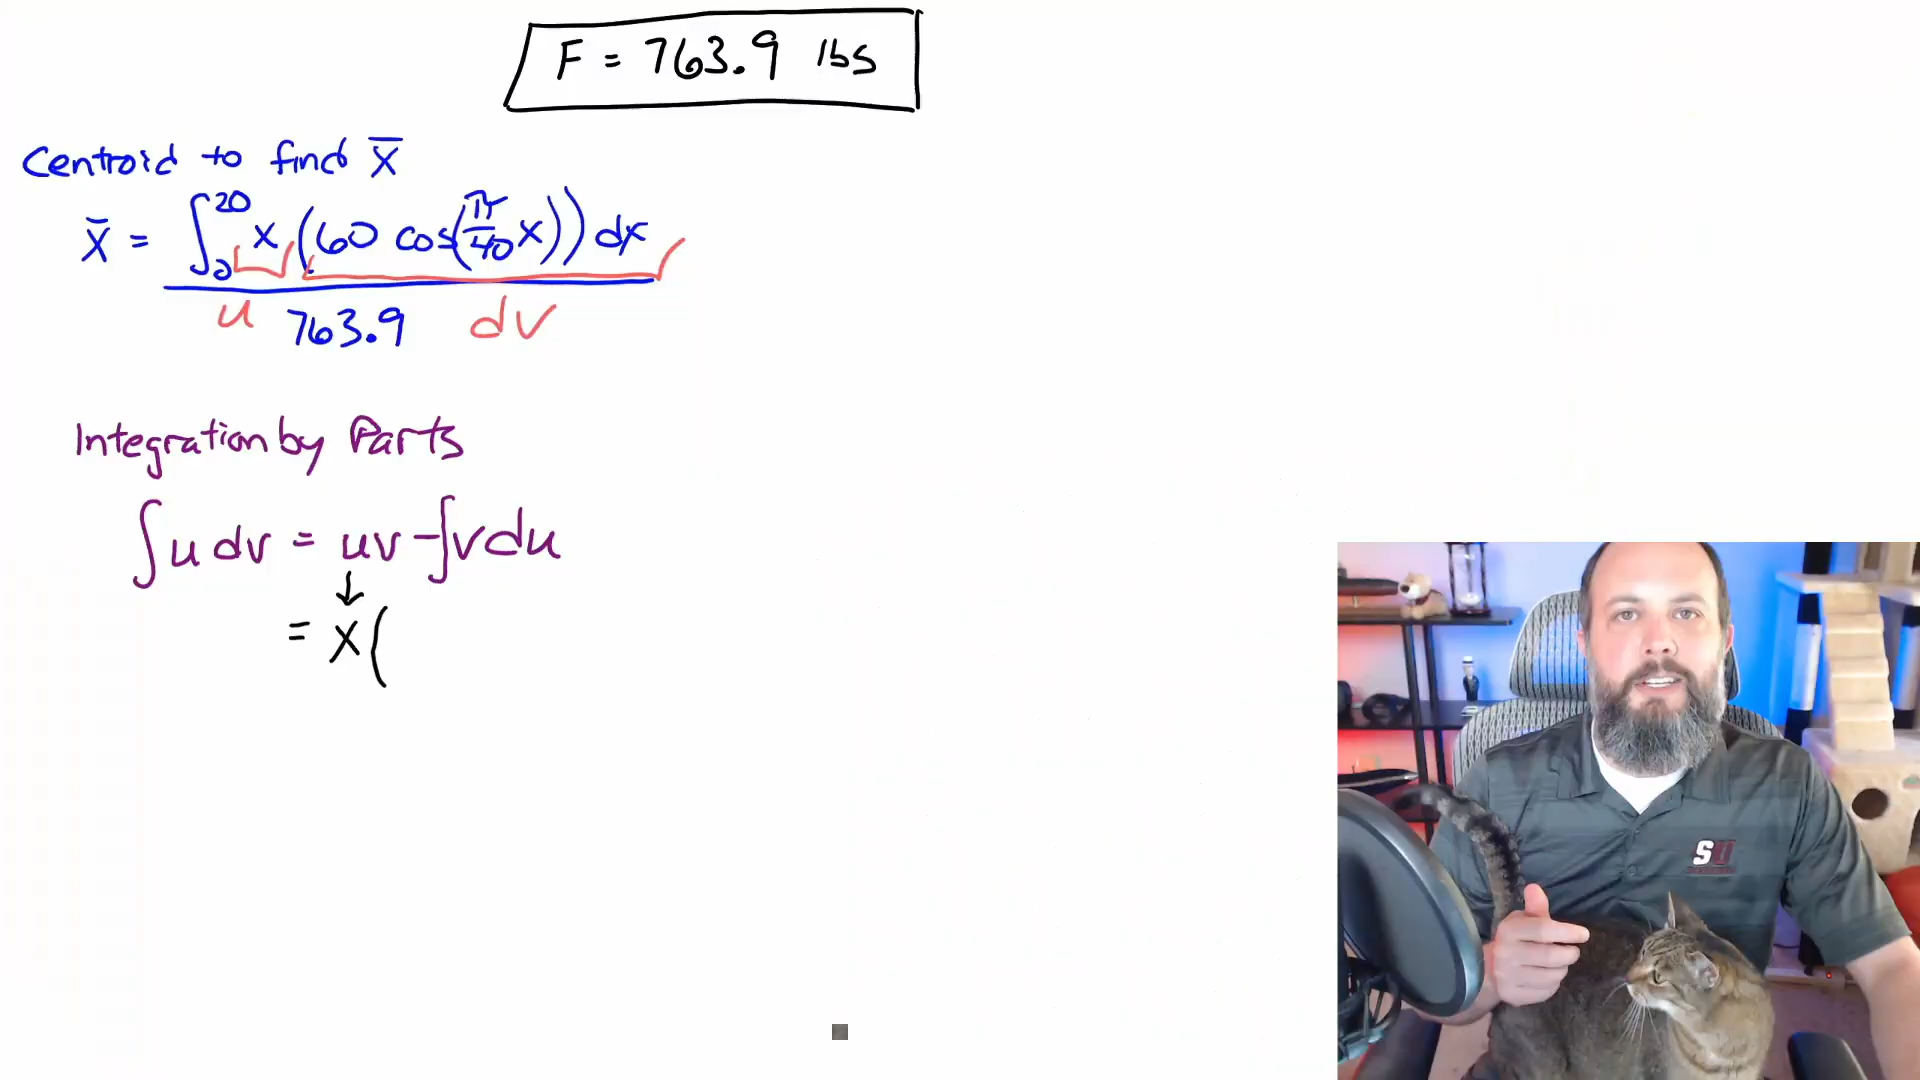 F = 763.9 lbs
Centroid to find x̄
x̄ = ∫₀²⁰ x (60 cos(π/40 x)) dx
u 763.9 dv
Integration by Parts
∫u dv = uv - ∫v du
↓
= x (
SU